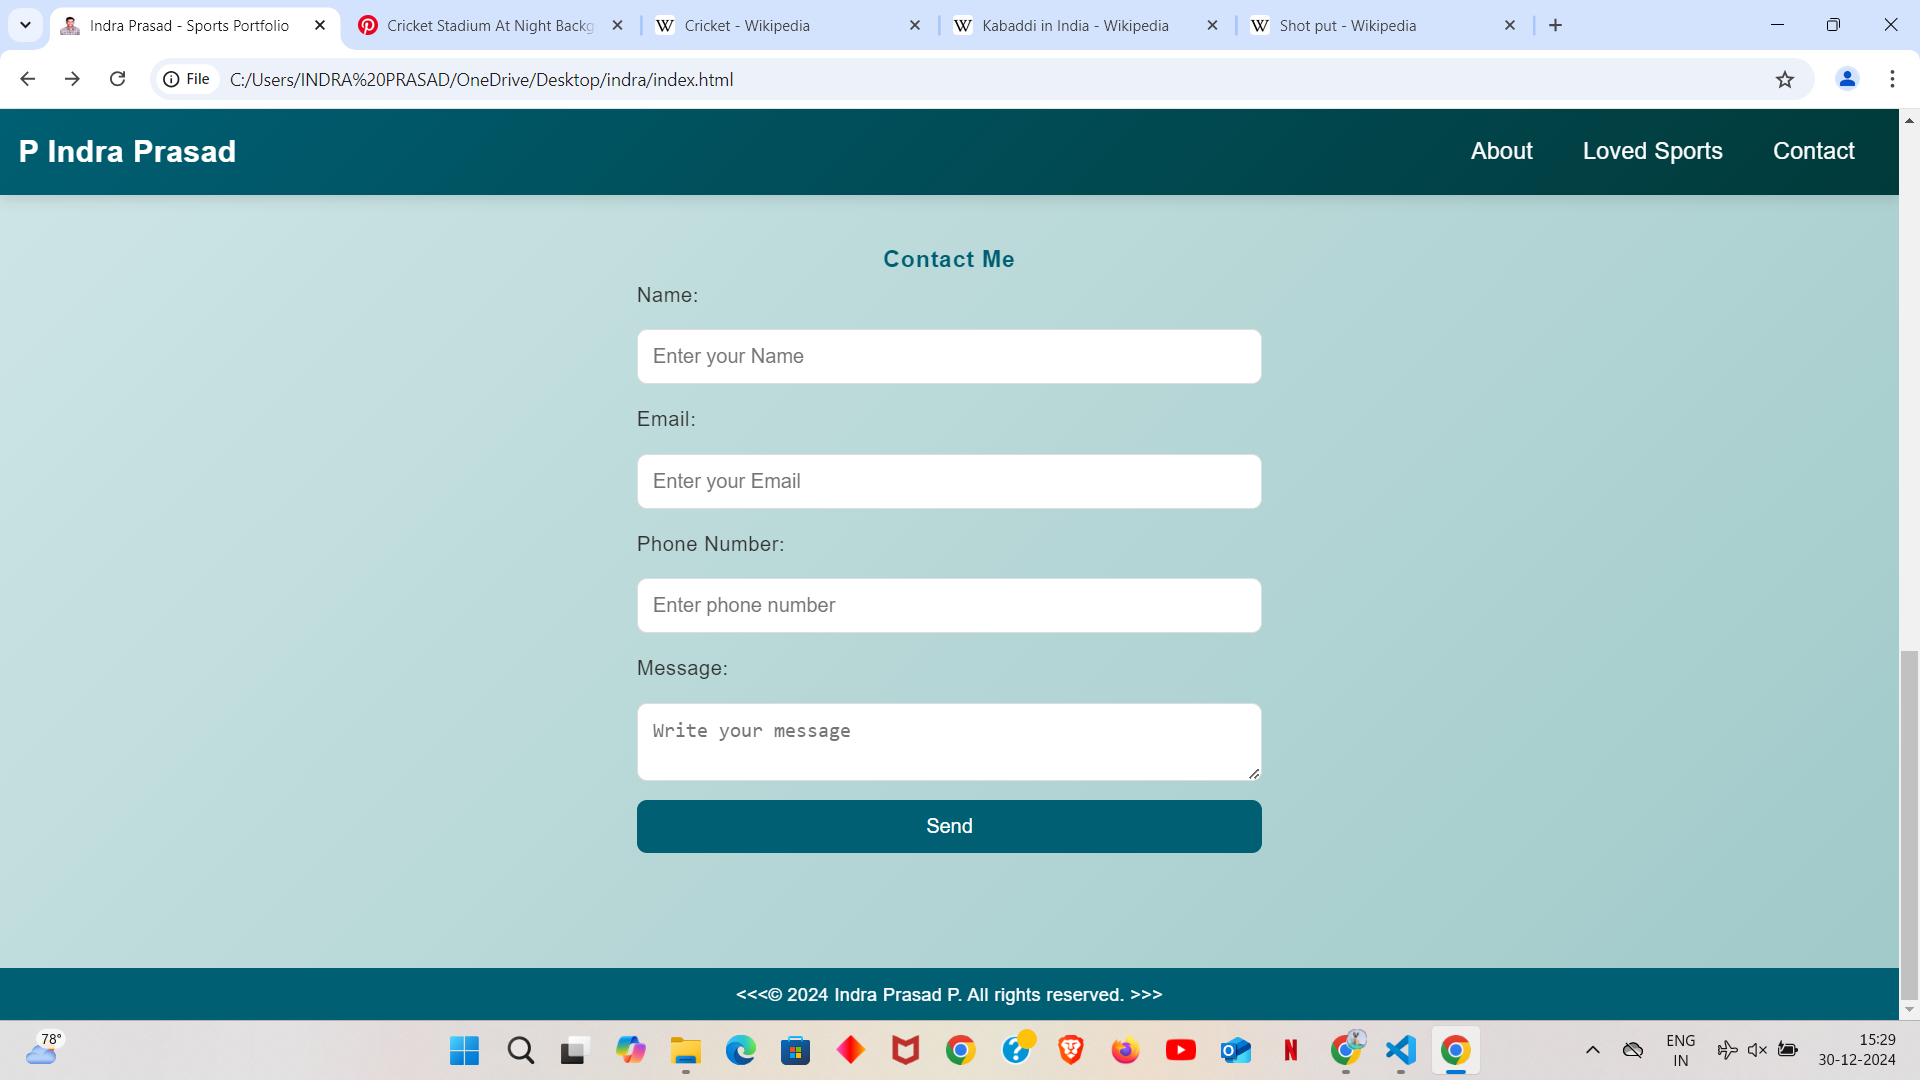 Indra Prasad - Sports Portfolio
Cricket Stadium At Night Backg
Cricket - Wikipedia
Kabaddi in India - Wikipedia
Shot put - Wikipedia
File
C:/Users/INDRA%20PRASAD/OneDrive/Desktop/indra/index.html
P Indra Prasad
About
Loved Sports
Contact
Contact Me
Name:
Enter your Name
Email:
Enter your Email
Phone Number:
Enter phone number
Message:
Write your message
Send
<<<© 2024 Indra Prasad P. All rights reserved. >>>
78°
ENG
IN
15:29
30-12-2024